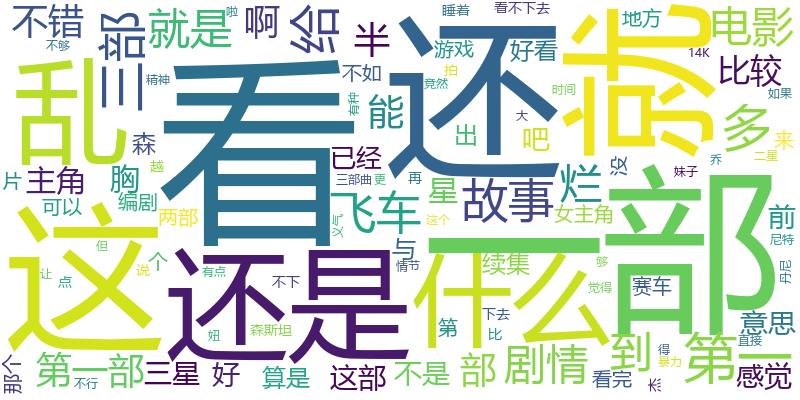 不错
不够
三部
就是
啦
啊
给
半
睡着
看不下去
游戏
好看
地方
电影
14K
比较
乱
看
还
就
精神
有种
不如
拍
竟然
能
时间
如果
多
来
森
越
已经
出
吧
大
没
乔
二星
妹子
片
主角
胸
可以
编剧
两部
三部曲
更
再
飞车
星
故事
烂
女主角
前
尼特
义气
这个
与
情节
这
但
个
说
让
点
有点
还是
不下
一部
什么
续集
够
觉得
赛车
丹尼
意思
直接
妞
森斯坦
第
下去
比
那个
第一部
不行
三星
好
算是
这部
不是
部
剧情
看完
到
长
得
暴力
第一
感觉